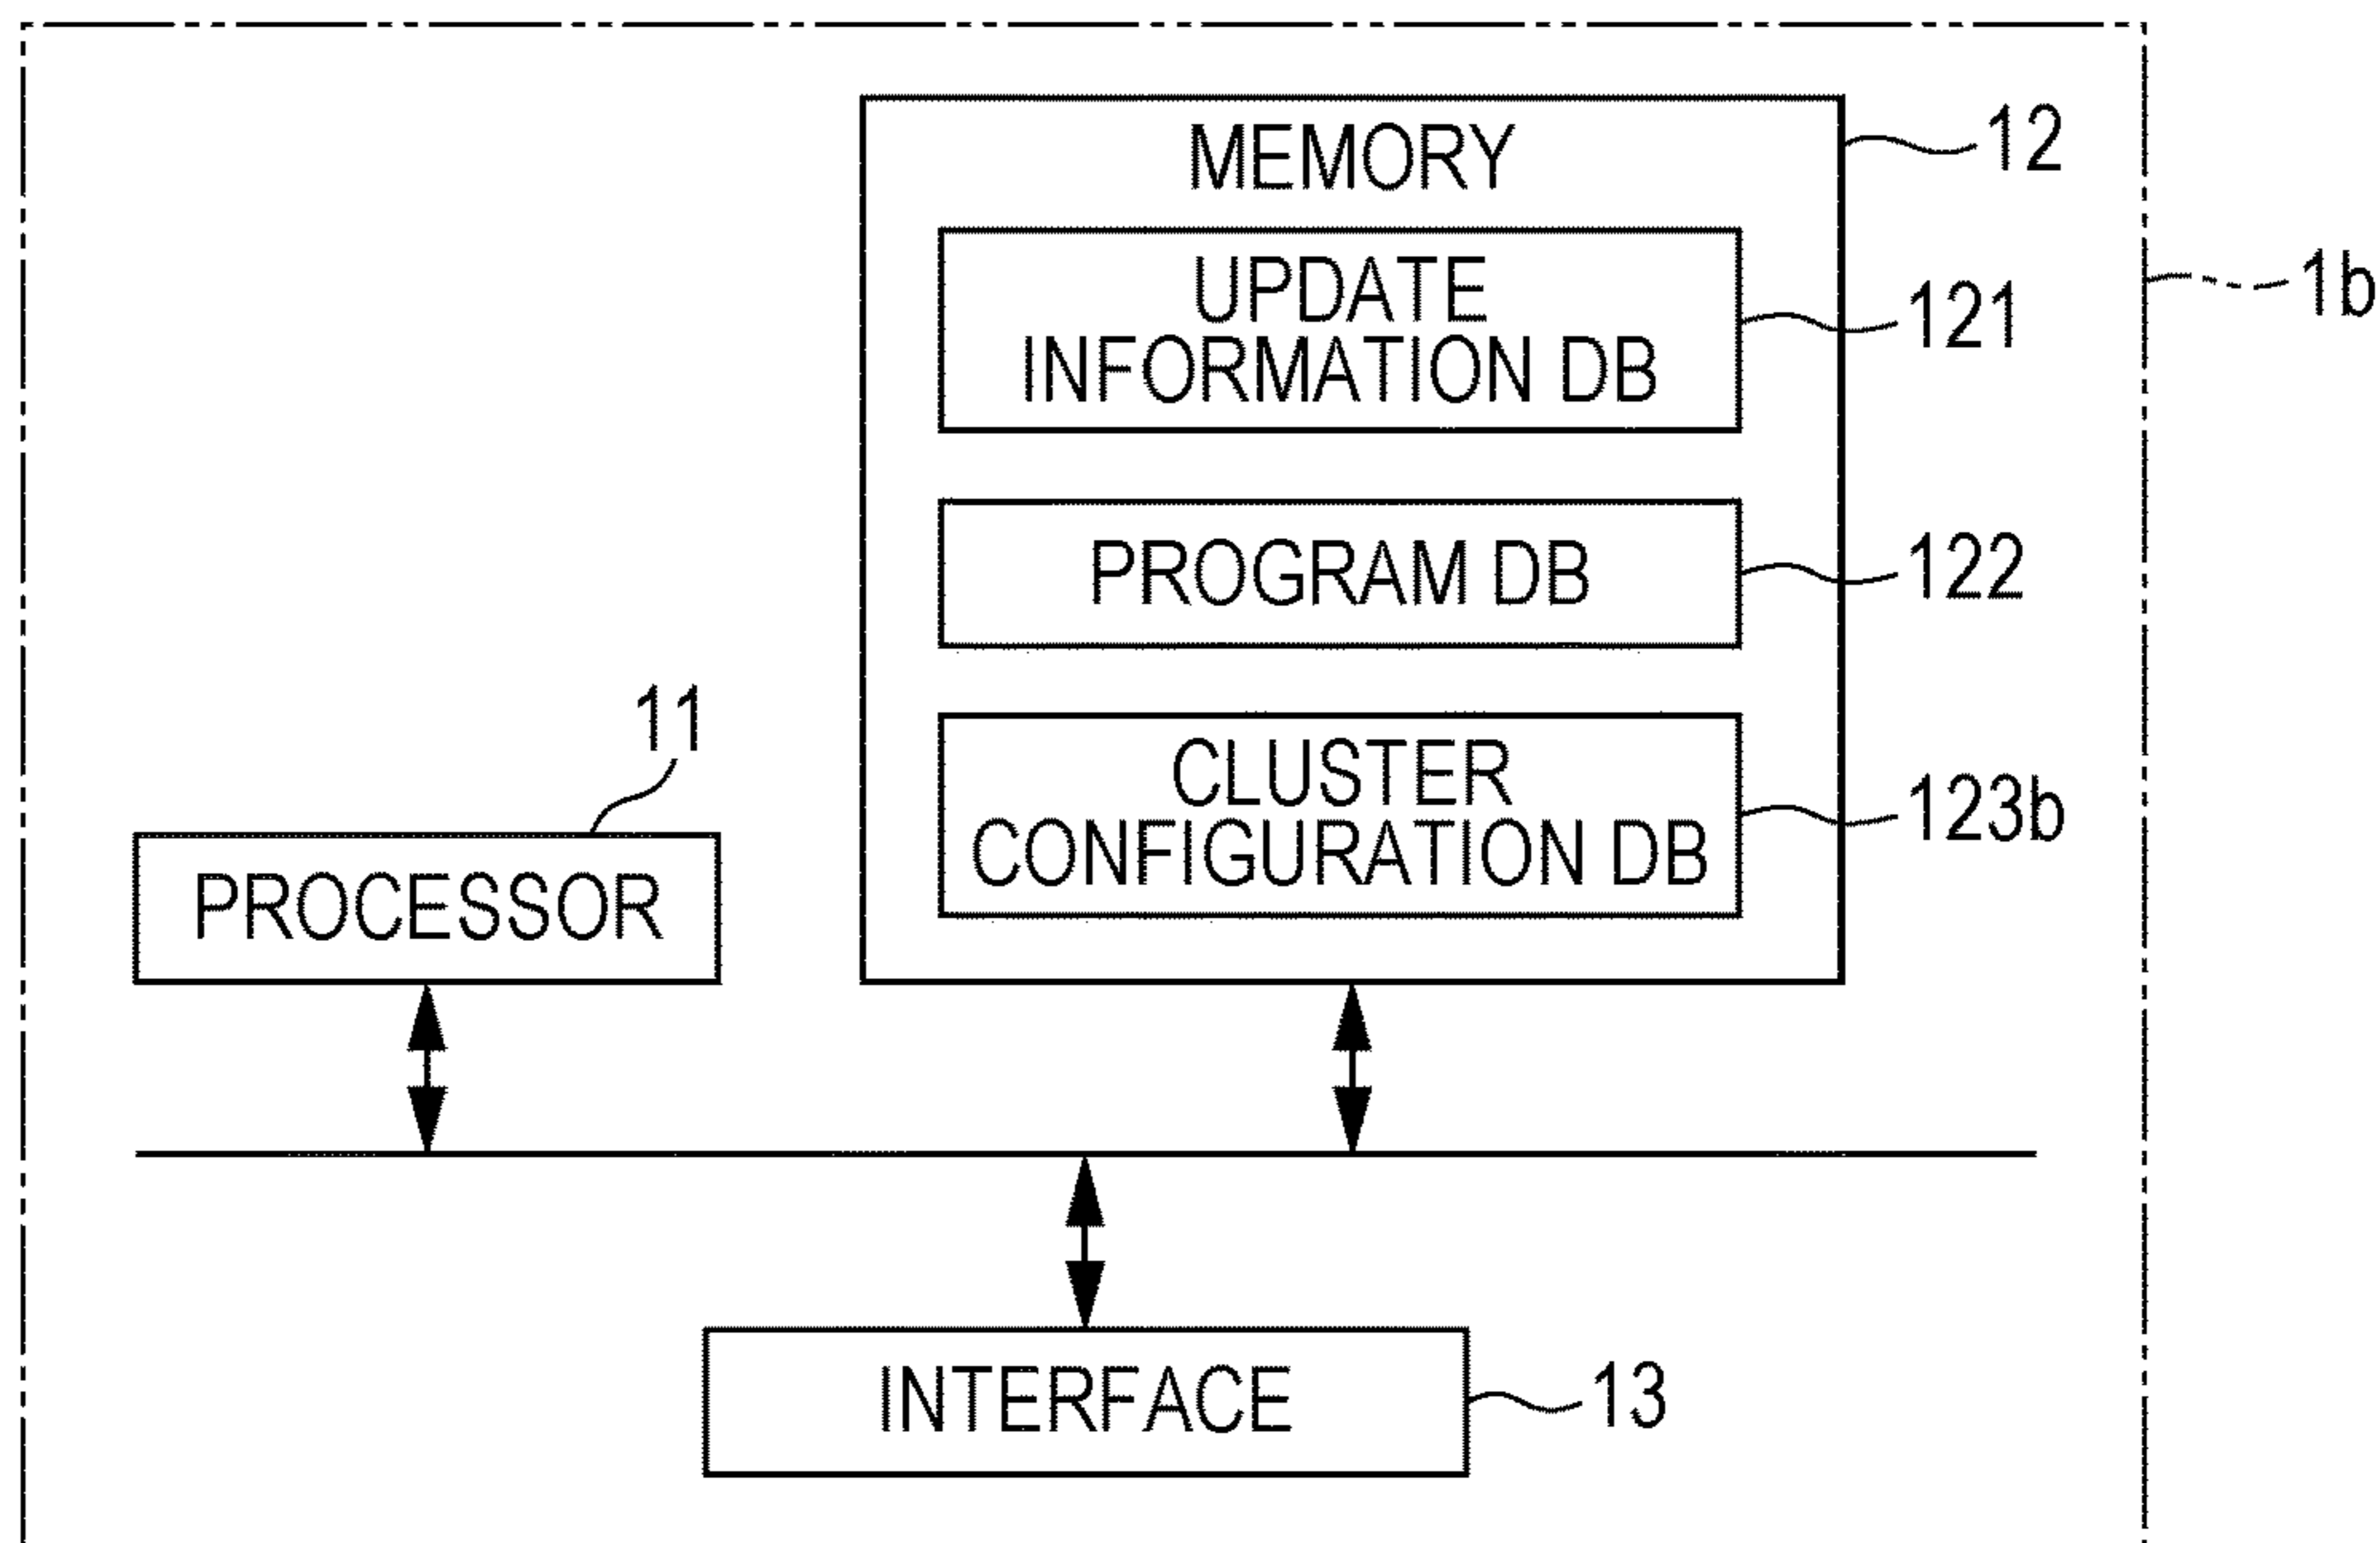 MEMORY
12
UPDATE
INFORMATION DB
121
1b
PROGRAM DB
122
CLUSTER
CONFIGURATION DB
123b
11
PROCESSOR
INTERFACE
13